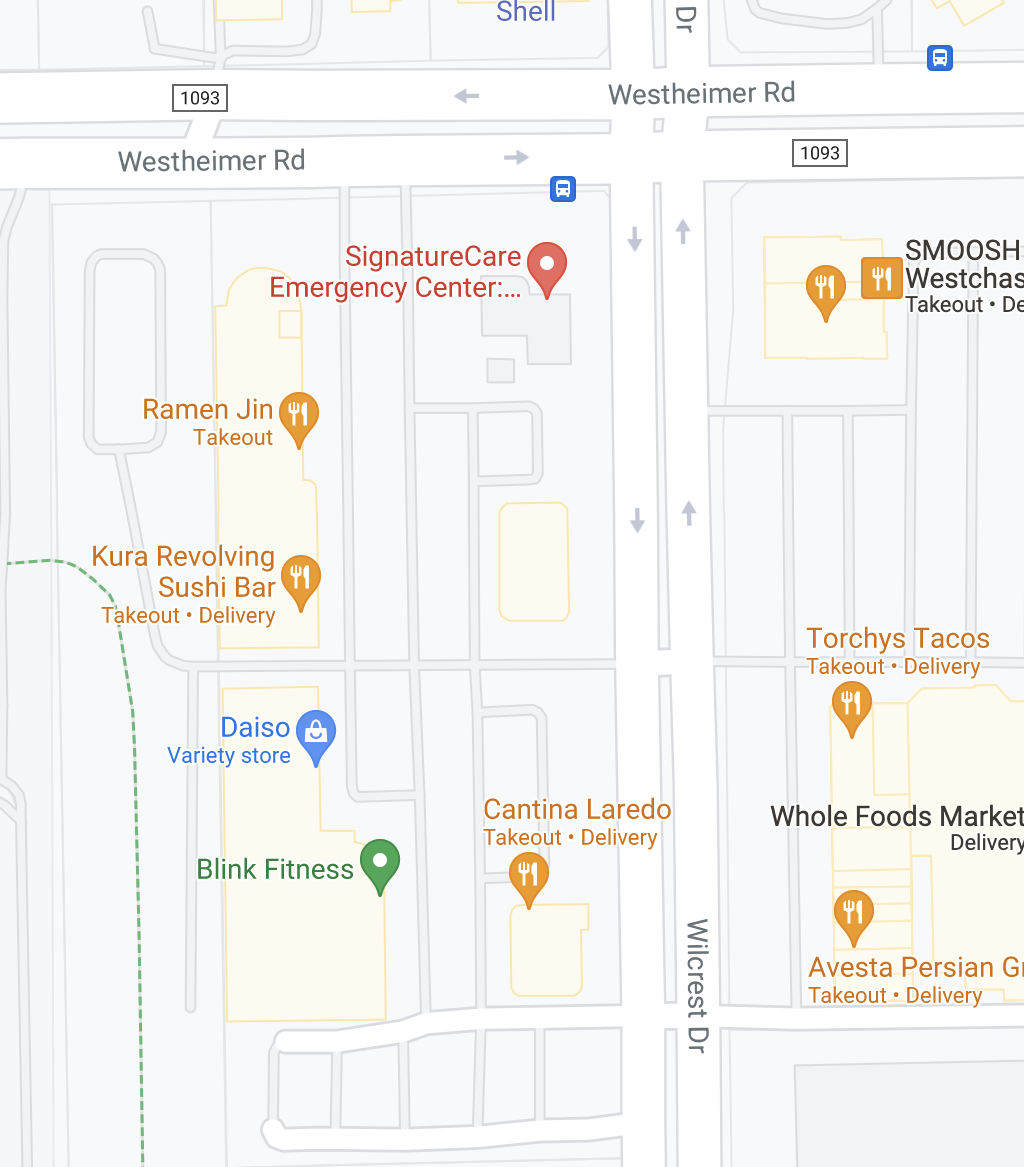 Shell
Dr
Westheimer Rd
1093
Westheimer Rd
1093
SignatureCare
Emergency Center:...
SMOOSH
Westchas
Takeout • De
Ramen Jin
Takeout
Kura Revolving
Sushi Bar
Takeout • Delivery
Torchys Tacos
Takeout • Delivery
Daiso
Variety store
Cantina Laredo
Takeout • Delivery
Whole Foods Market
Delivery
Blink Fitness
Wilcrest Dr
Avesta Persian Gr
Takeout • Delivery